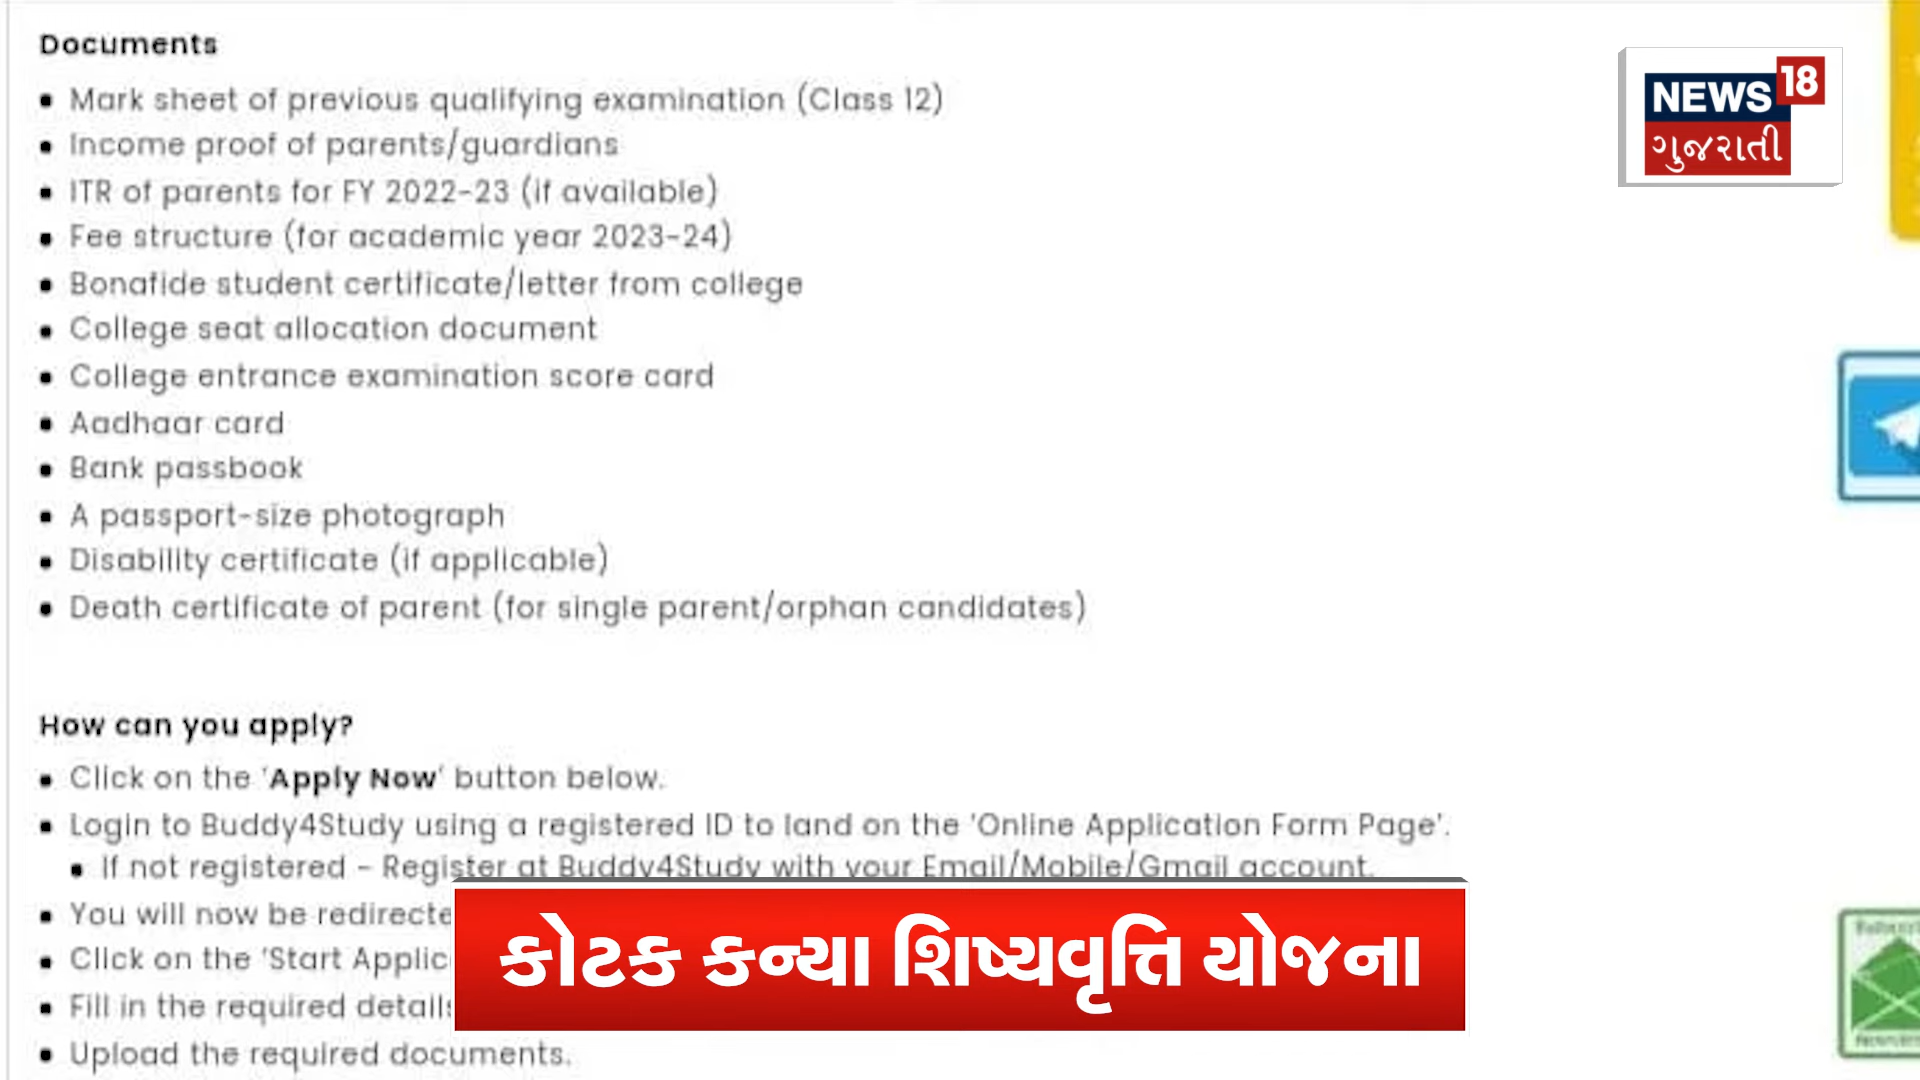 Documents
Mark sheet of previous qualifying examination (Class 12)
Income proof of parents/guardians
ITR of parents for FY 2022-23 (if available)
Fee structure (for academic year 2023-24)
Bonafide student certificate/letter from college
College seat allocation document
College entrance examination score card
Aadhaar card
Bank passbook
A passport-size photograph
Disability certificate (if applicable)
Death certificate of parent (for single parent/orphan candidates)
NEWS 18
ગુજરાતી
How can you apply?
Click on the 'Apply Now' button below.
Login to Buddy4Study using a registered ID to land on the 'Online Application Form Page'.
If not registered - Register at Buddy4Study with your Email/Mobile/Gmail account.
You will now be
Click on the 'Start
Fill in the required
Upload the required documents.
કોટક કન્યા શિષ્યવૃત્તિ યોજના